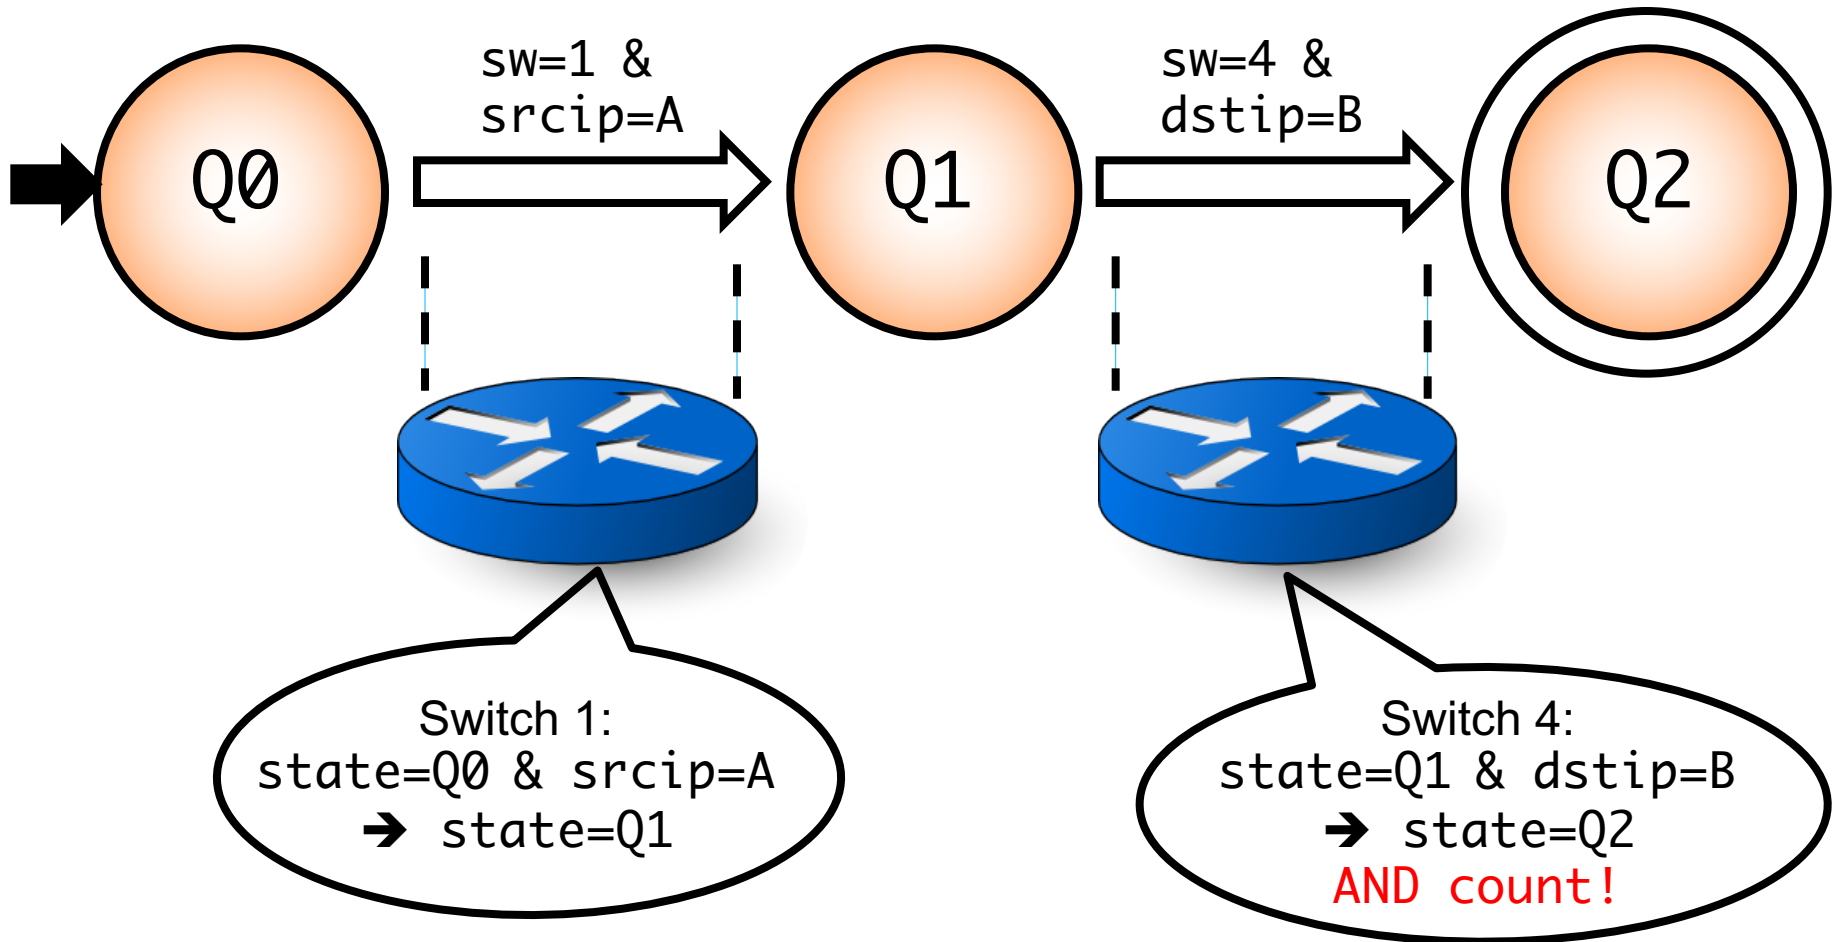 sw=1 &
srcip=A
sw=4 &
dstip=B
Q0
Q1
Q2
Switch 1:
state=Q0 & srcip=A
➔ state=Q1
Switch 4:
state=Q1 & dstip=B
➔ state=Q2
AND count!